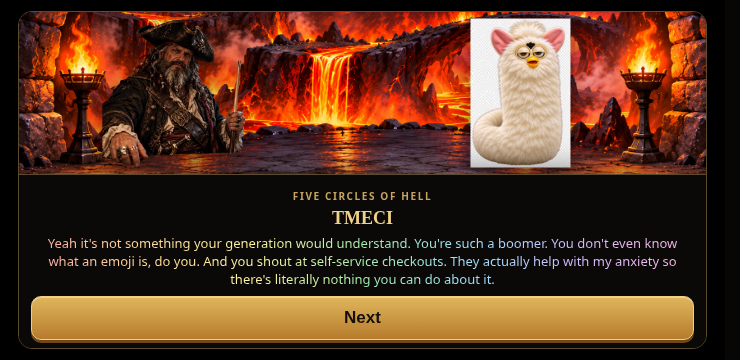 FIVE CIRCLES OF HELL
TMECI
Yeah it's not something your generation would understand. You're such a boomer. You don't even know
what an emoji is, do you. And you shout at self-service checkouts. They actually help with my anxiety so
there's literally nothing you can do about it.
Next